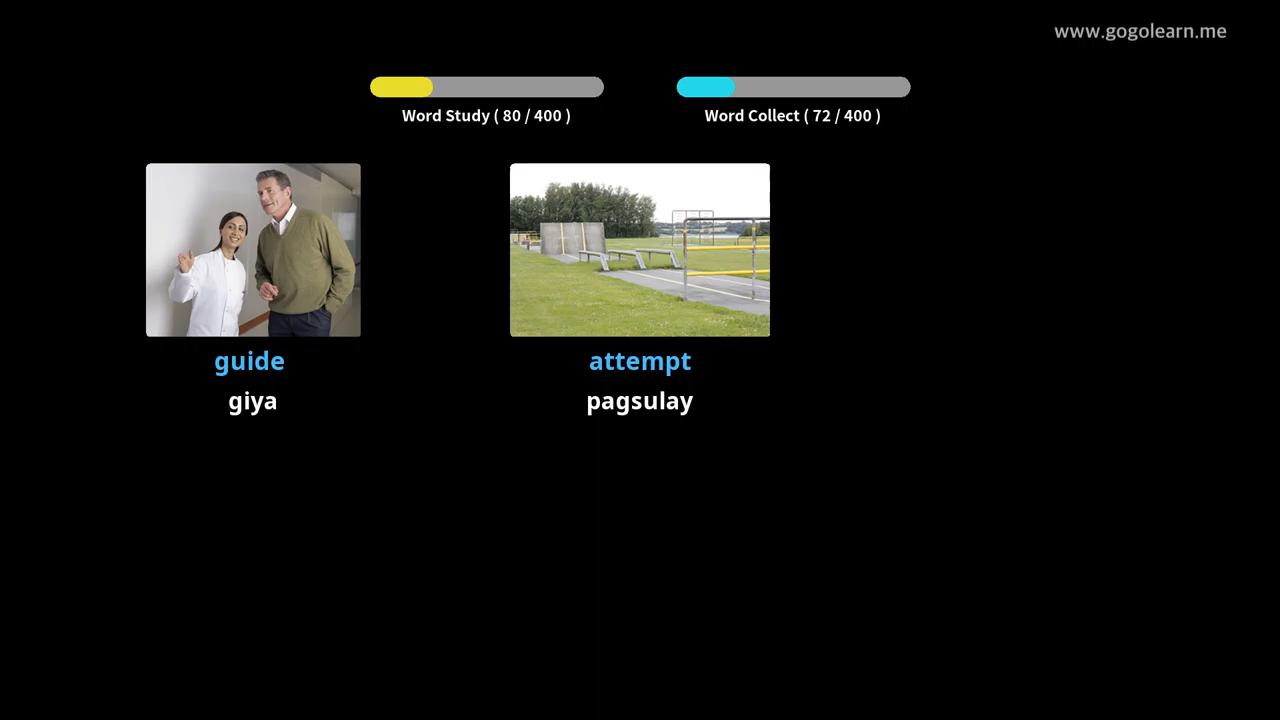 www.gogolearn.me
Word Study ( 80 / 400 )
Word Collect ( 72 / 400 )
guide
giya
attempt
pagsulay